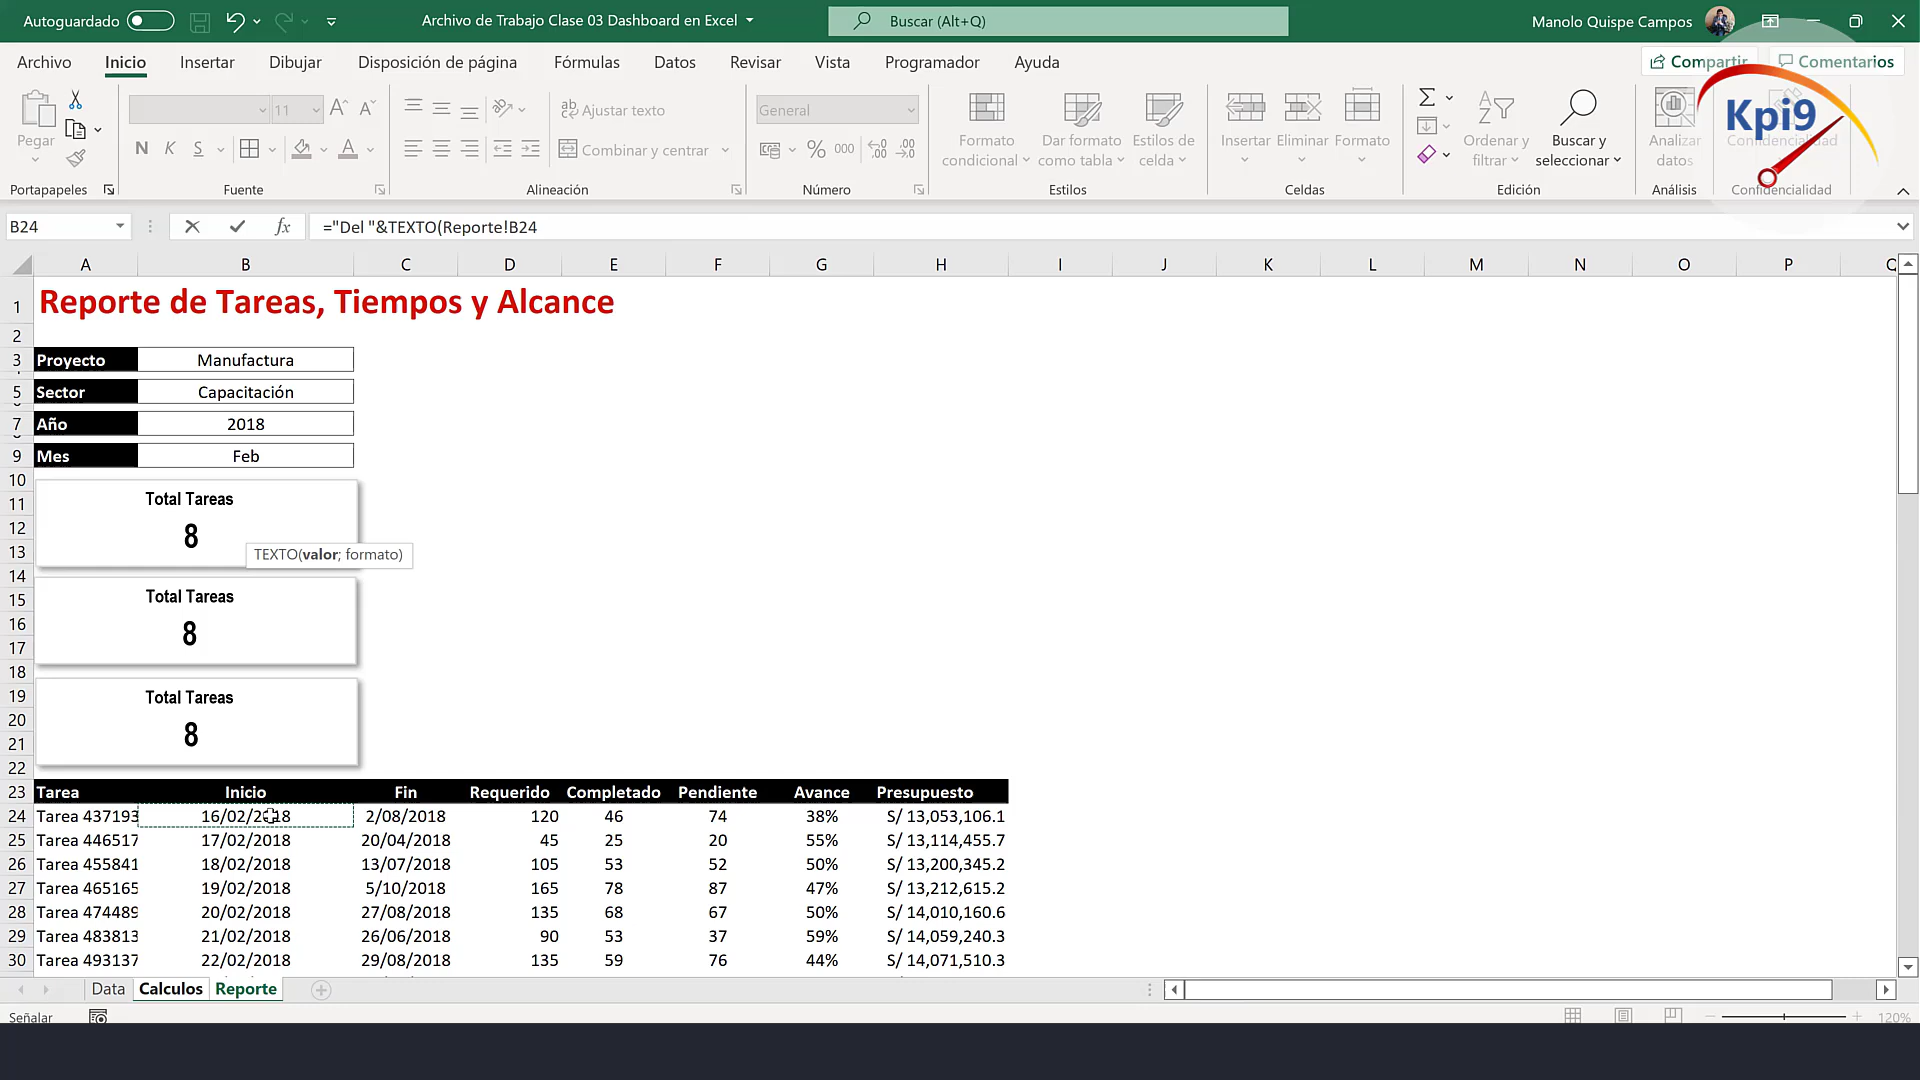 Autoguardado
Archivo de Trabajo Clase 03 Dashboard en Excel
Buscar (Alt+Q)
Manolo Quispe Campos
Archivo Inicio Insertar Dibujar Disposición de página Fórmulas Datos Revisar Vista Programador Ayuda
Compartir Comentarios
Pegar
Portapapeles
11
N K S
Fuente
Ajustar texto
Combinar y centrar
Alineación
General
% 000
Número
Formato condicional
Dar formato como tabla
Estilos de celda
Estilos
Insertar Eliminar Formato
Celdas
Ordenar y filtrar
Buscar y seleccionar
Edición
Analizar datos
Análisis
Confidencialidad
Confidencialidad
Kpi9
B24
fx
="Del "&TEXTO(Reporte!B24
A B C D E F G H I J K L M N O P Q
1 Reporte de Tareas, Tiempos y Alcance
2
3 Proyecto Manufactura
5 Sector Capacitación
7 Año 2018
9 Mes Feb
10
11 Total Tareas
12 8
13 TEXTO(valor; formato)
14
15 Total Tareas
16 8
17
18
19 Total Tareas
20 8
21
22
23 Tarea Inicio Fin Requerido Completado Pendiente Avance Presupuesto
24 Tarea 437193 16/02/2018 2/08/2018 120 46 74 38% S/ 13,053,106.1
25 Tarea 446517 17/02/2018 20/04/2018 45 25 20 55% S/ 13,114,455.7
26 Tarea 455841 18/02/2018 13/07/2018 105 53 52 50% S/ 13,200,345.2
27 Tarea 465165 19/02/2018 5/10/2018 165 78 87 47% S/ 13,212,615.2
28 Tarea 474489 20/02/2018 27/08/2018 135 68 67 50% S/ 14,010,160.6
29 Tarea 483813 21/02/2018 26/06/2018 90 53 37 59% S/ 14,059,240.3
30 Tarea 493137 22/02/2018 29/08/2018 135 59 76 44% S/ 14,071,510.3
Data Calculos Reporte
Señalar
120%